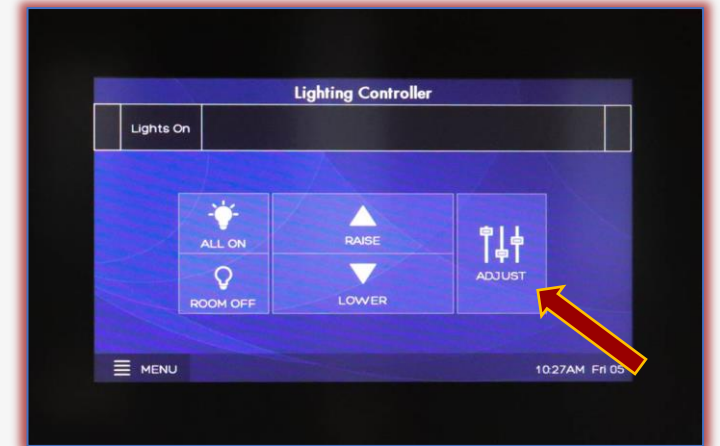 Lighting Controller
Lights On
ALL ON
RAISE
ADJUST
ROOM OFF
LOWER
MENU
10:27AM Fri 05